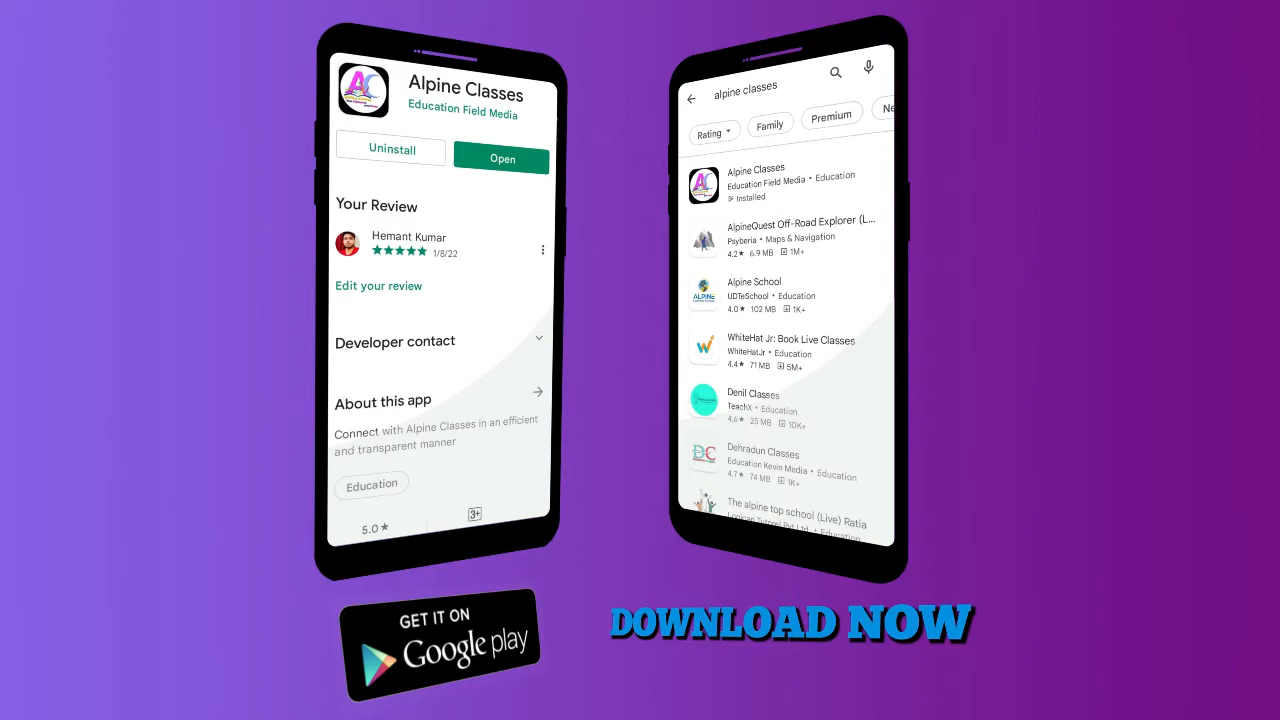 Alpine Classes
Education Field Media
Uninstall
Open
Your Review
Hemant Kumar
1/8/22
Edit your review
Developer contact
About this app
Connect with Alpine Classes in an efficient
and transparent manner
Education
5.0★
3+
GET IT ON
Google play
alpine classes
Rating
Family
Premium
Ne
Alpine Classes
Education Field Media • Education
Installed
AlpineQuest Off-Road Explorer (L...
Psyberia • Maps & Navigation
4.2★ 6.9 MB 1M+
ALPINE
Alpine School
UDTeSchool • Education
4.0★ 102 MB 1K+
WhiteHat Jr: Book Live Classes
WhiteHatJr • Education
4.4★ 71 MB 5M+
Denil Classes
TeachX • Education
4.6★ 25 MB 10K+
DC
Dehradun Classes
Education Kevin Media • Education
4.7★ 74 MB 1K+
The alpine top school (Live) Ratia
Pvt Ltd • Education
DOWNLOAD NOW